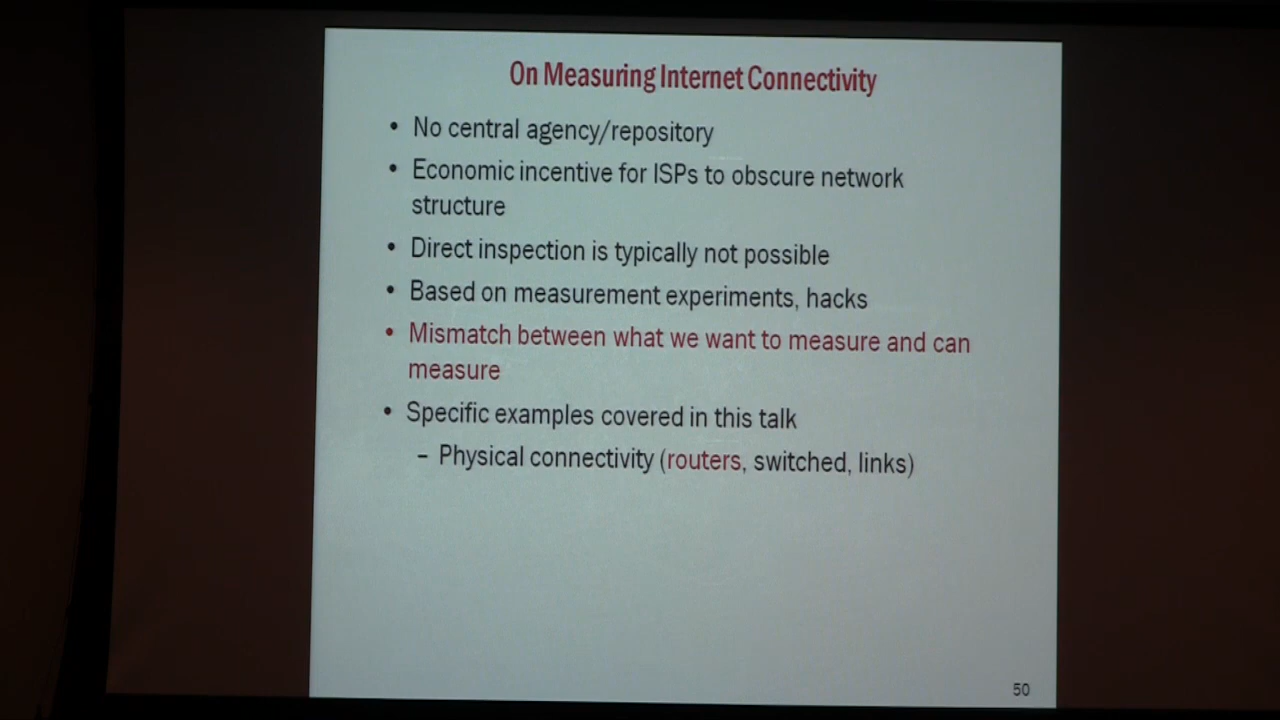 On Measuring Internet Connectivity
• No central agency/repository
• Economic incentive for ISPs to obscure network
structure
• Direct inspection is typically not possible
• Based on measurement experiments, hacks
• Mismatch between what we want to measure and can
measure
• Specific examples covered in this talk
– Physical connectivity (routers, switched, links)
50